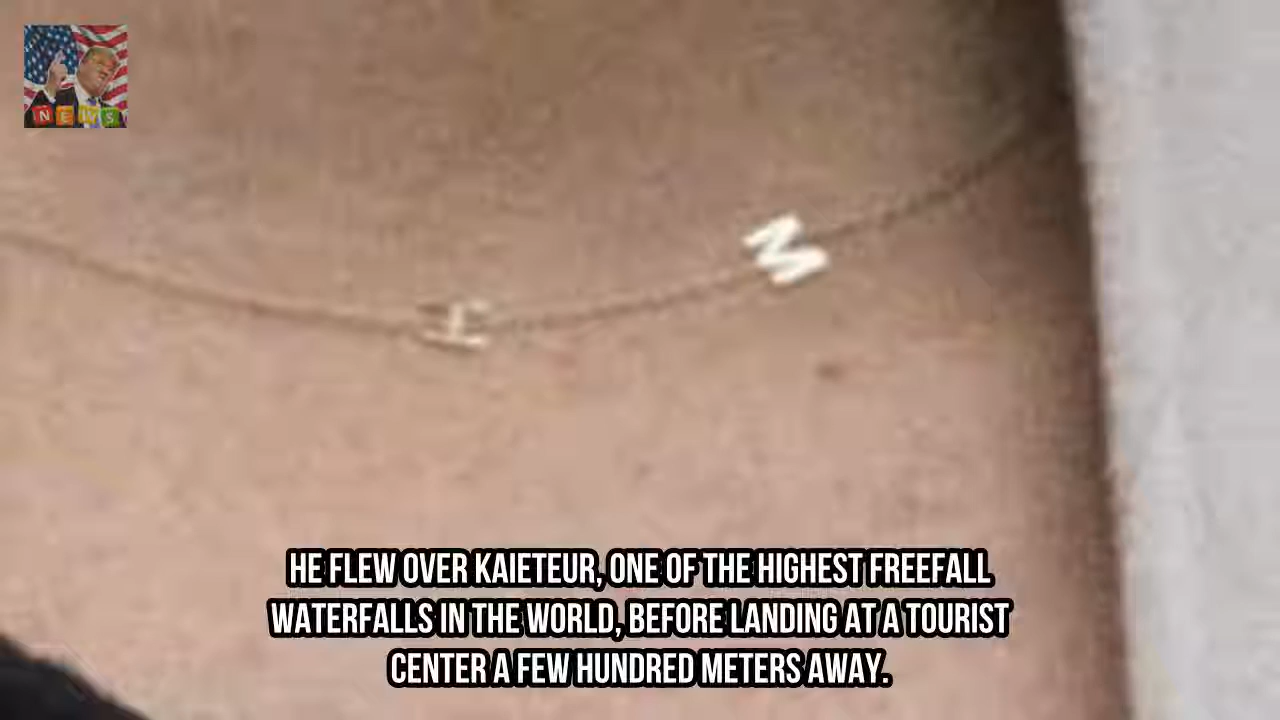 NEWS
H
M
HE FLEW OVER KAIETEUR, ONE OF THE HIGHEST FREEFALL
WATERFALLS IN THE WORLD, BEFORE LANDING AT A TOURIST
CENTER A FEW HUNDRED METERS AWAY.